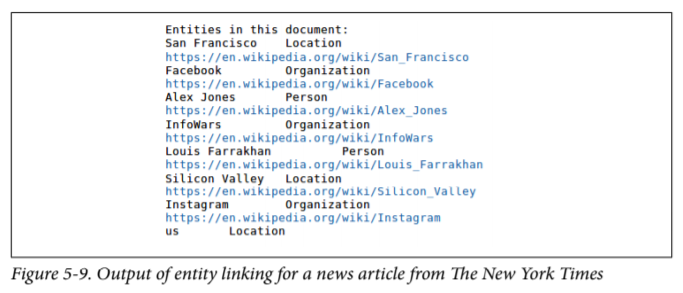 Entities in this document:
San Francisco Location
https://en.wikipedia.org/wiki/San_Francisco
Facebook Organization
https://en.wikipedia.org/wiki/Facebook
Alex Jones Person
https://en.wikipedia.org/wiki/Alex_Jones
InfoWars Organization
https://en.wikipedia.org/wiki/InfoWars
Louis Farrakhan Person
https://en.wikipedia.org/wiki/Louis_Farrakhan
Silicon Valley Location
https://en.wikipedia.org/wiki/Silicon_Valley
Instagram Organization
https://en.wikipedia.org/wiki/Instagram
us Location
Figure 5-9. Output of entity linking for a news article from The New York Times